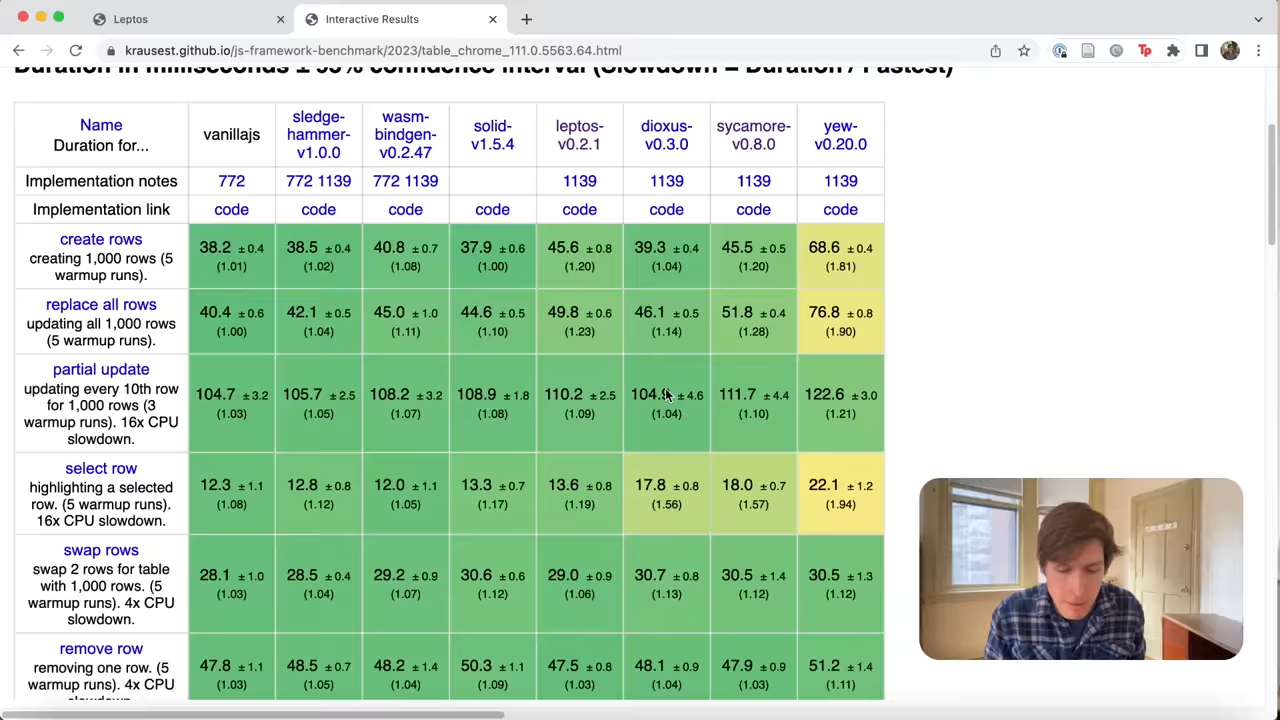 Leptos
Interactive Results
krausest.github.io/js-framework-benchmark/2023/table_chrome_111.0.5563.64.html
Duration in milliseconds ± 95% confidence interval (Slowdown = Duration / Fastest)
Name
Duration for...
vanillajs
sledge-
hammer-
v1.0.0
wasm-
bindgen-
v0.2.47
solid-
v1.5.4
leptos-
v0.2.1
dioxus-
v0.3.0
sycamore-
v0.8.0
yew-
v0.20.0
Implementation notes 772 772 1139 772 1139 1139 1139 1139 1139
Implementation link code code code code code code code code
create rows
creating 1,000 rows (5
warmup runs).
38.2 ± 0.4 38.5 ± 0.4 40.8 ± 0.7 37.9 ± 0.6 45.6 ± 0.8 39.3 ± 0.4 45.5 ± 0.5 68.6 ± 0.4
(1.01) (1.02) (1.08) (1.00) (1.20) (1.04) (1.20) (1.81)
replace all rows
updating all 1,000 rows
(5 warmup runs).
40.4 ± 0.6 42.1 ± 0.5 45.0 ± 1.0 44.6 ± 0.5 49.8 ± 0.6 46.1 ± 0.5 51.8 ± 0.4 76.8 ± 0.8
(1.00) (1.04) (1.11) (1.10) (1.23) (1.14) (1.28) (1.90)
partial update
updating every 10th row
for 1,000 rows (3
warmup runs). 16x CPU
slowdown.
104.7 ± 3.2 105.7 ± 2.5 108.2 ± 3.2 108.9 ± 1.8 110.2 ± 2.5 ± 4.6 111.7 ± 4.4 122.6 ± 3.0
(1.03) (1.05) (1.07) (1.08) (1.09) (1.04) (1.10) (1.21)
select row
highlighting a selected
row. (5 warmup runs).
16x CPU slowdown.
12.3 ± 1.1 12.8 ± 0.8 12.0 ± 1.1 13.3 ± 0.7 13.6 ± 0.8 17.8 ± 0.8 18.0 ± 0.7 22.1 ± 1.2
(1.08) (1.12) (1.05) (1.17) (1.19) (1.56) (1.57) (1.94)
swap rows
swap 2 rows for table
with 1,000 rows. (5
warmup runs). 4x CPU
slowdown.
28.1 ± 1.0 28.5 ± 0.4 29.2 ± 0.9 30.6 ± 0.6 29.0 ± 0.9 30.7 ± 0.8 30.5 ± 1.4 30.5 ± 1.3
(1.03) (1.04) (1.07) (1.12) (1.06) (1.13) (1.12) (1.12)
remove row
removing one row. (5
warmup runs). 4x CPU
47.8 ± 1.1 48.5 ± 0.7 48.2 ± 1.4 50.3 ± 1.1 47.5 ± 0.8 48.1 ± 0.9 47.9 ± 0.9 51.2 ± 1.4
(1.03) (1.05) (1.04) (1.09) (1.03) (1.04) (1.03) (1.11)